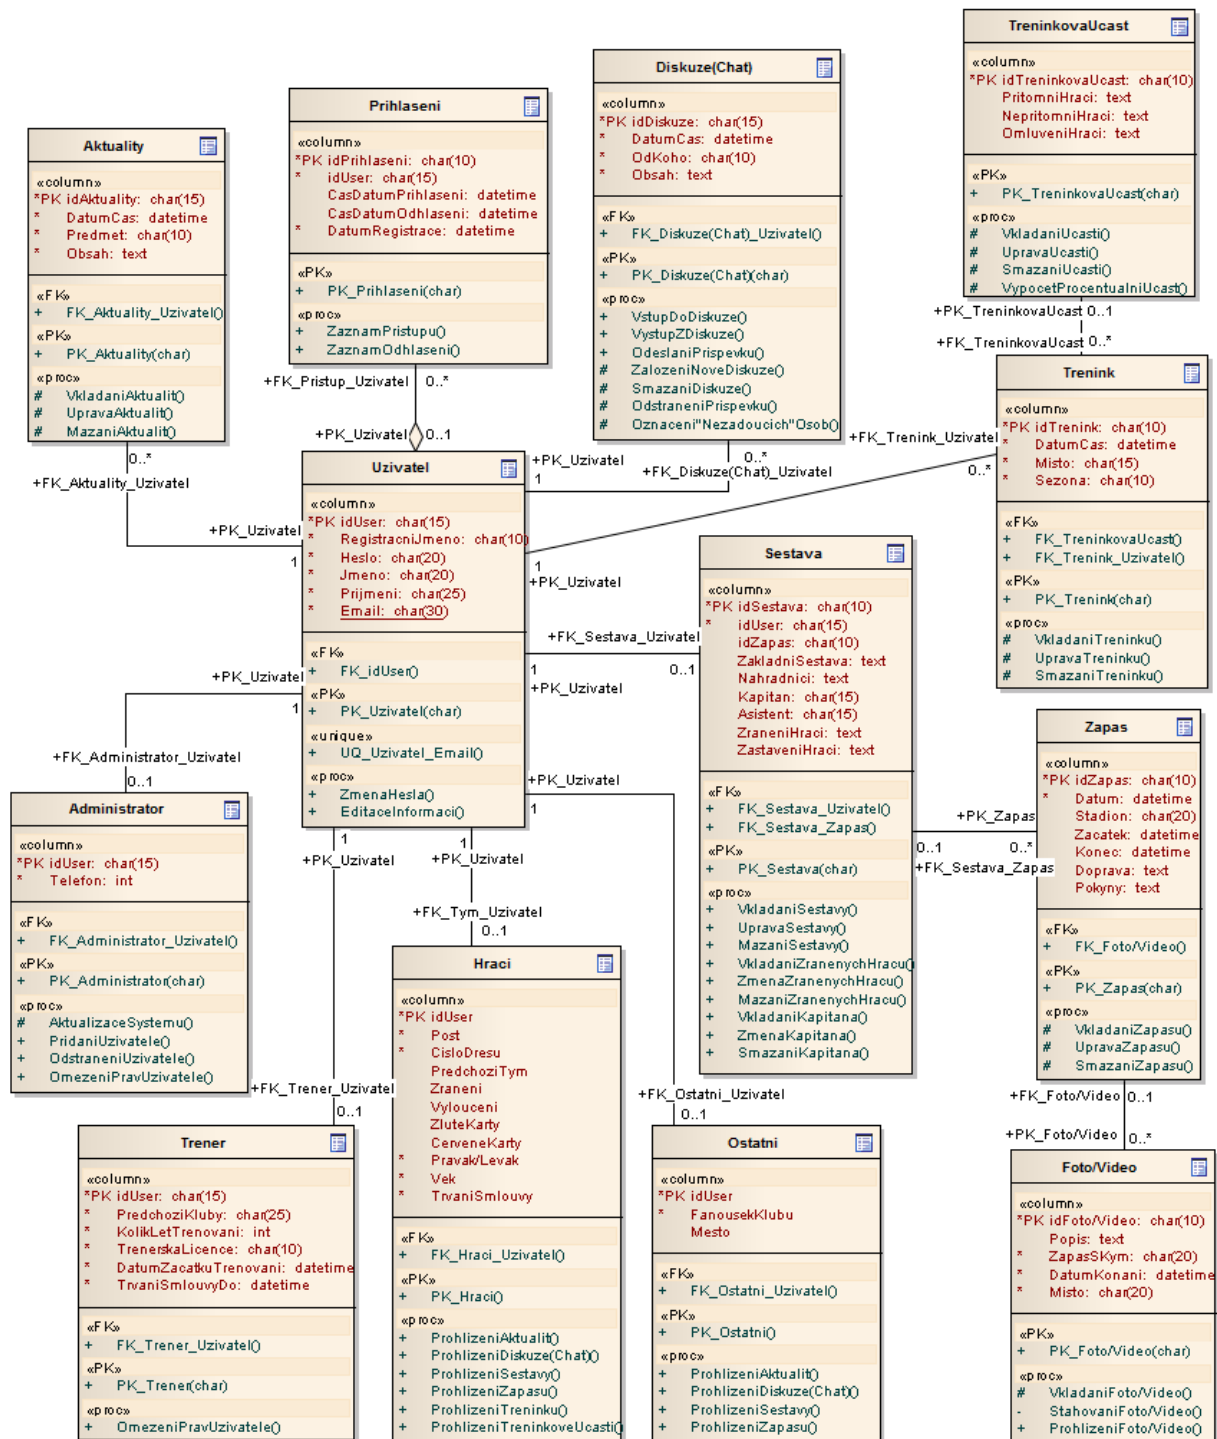 TreninkovaUcast
«column»
*PK idTreninkovaUcast: char(10)
PritomniHraci: text
NepritomniHraci: text
OmluveniHraci: text
«PK»
+ PK_TreninkovaUcast(char)
«proc»
# VkladaniUcasti()
# UpravaUcasti()
# SmazaniUcasti()
# VypocetProcentualniUcast()
Diskuze(Chat)
«column»
*PK idDiskuze: char(15)
* DatumCas: datetime
* OdKoho: char(10)
* Obsah: text
«FK»
+ FK_Diskuze(Chat)_Uzivatel()
«PK»
+ PK_Diskuze(Chat)(char)
«proc»
+ VstupDoDiskuze()
+ VystupZDiskuze()
+ OdeslaniPrispevku()
# ZalozeniNoveDiskuze()
# SmazaniDiskuze()
# OdstraneniPrispevku()
# Oznaceni"Nezadoucich"Osob()
Prihlaseni
«column»
*PK idPrihlaseni: char(10)
* idUser: char(15)
CasDatumPrihlaseni: datetime
CasDatumOdhlaseni: datetime
* DatumRegistrace: datetime
«PK»
+ PK_Prihlaseni(char)
«proc»
+ ZaznamPristupu()
+ ZaznamOdhlaseni()
Aktuality
«column»
*PK idAktuality: char(15)
* DatumCas: datetime
* Predmet: char(10)
* Obsah: text
«FK»
+ FK_Aktuality_Uzivatel()
«PK»
+ PK_Aktuality(char)
«proc»
# VkladaniAktualit()
# UpravaAktualit()
# MazaniAktualit()
+PK_TreninkovaUcast 0..1
+FK_TreninkovaUcast 0..*
Trenink
«column»
*PK idTrenink: char(10)
* DatumCas: datetime
* Misto: char(15)
* Sezona: char(10)
«FK»
+ FK_TreninkovaUcast()
+ FK_Trenink_Uzivatel()
«PK»
+ PK_Trenink(char)
«proc»
# VkladaniTreninku()
# UpravaTreninku()
# SmazaniTreninku()
+FK_Pristup_Uzivatel 0..*
+PK_Uzivatel 0..1
+FK_Trenink_Uzivatel
0..*
0..*
+FK_Aktuality_Uzivatel
+PK_Uzivatel
1
+PK_Uzivatel
1
0..*
+FK_Diskuze(Chat)_Uzivatel
1
+PK_Uzivatel
Uzivatel
«column»
*PK idUser: char(15)
* RegistracniJmeno: char(10)
* Heslo: char(20)
* Jmeno: char(20)
* Prijmeni: char(25)
* Email: char(30)
«FK»
+ FK_idUser()
«PK»
+ PK_Uzivatel(char)
«unique»
+ UQ_Uzivatel_Email()
«proc»
+ ZmenaHesla()
+ EditaceInformaci()
+FK_Sestava_Uzivatel
1
0..1
+PK_Uzivatel
Sestava
«column»
*PK idSestava: char(10)
* idUser: char(15)
idZapas: char(10)
ZakladniSestava: text
Nahradnici: text
Kapitan: char(15)
Asistent: char(15)
ZraneniHraci: text
ZastaveniHraci: text
«FK»
+ FK_Sestava_Uzivatel()
+ FK_Sestava_Zapas()
«PK»
+ PK_Sestava(char)
«proc»
+ VkladaniSestavy()
+ UpravaSestavy()
+ MazaniSestavy()
+ VkladaniZranenychHracu()
+ ZmenaZranenychHracu()
+ MazaniZranenychHracu()
+ VkladaniKapitana()
+ ZmenaKapitana()
+ SmazaniKapitana()
Zapas
«column»
*PK idZapas: char(10)
* Datum: datetime
Stadion: char(20)
Zacatek: datetime
Konec: datetime
Doprava: text
Pokyny: text
«FK»
+ FK_Foto/Video()
«PK»
+ PK_Zapas(char)
«proc»
# VkladaniZapasu()
# UpravaZapasu()
# SmazaniZapasu()
+PK_Zapas
0..1
0..*
+FK_Sestava_Zapas
+PK_Uzivatel
1
+FK_Administrator_Uzivatel
0..1
Administrator
«column»
*PK idUser: char(15)
* Telefon: int
«FK»
+ FK_Administrator_Uzivatel()
«PK»
+ PK_Administrator(char)
«proc»
# AktualizaceSystemu()
+ PridaniUzivatele()
+ OdstraneniUzivatele()
+ OmezeniPravUzivatele()
+PK_Uzivatel
1
1
+PK_Uzivatel
1
+PK_Uzivatel
+FK_Tym_Uzivatel
0..1
Hraci
«column»
*PK idUser
* Post
* CisloDresu
PredchoziTym
Zraneni
Vylouceni
ZluteKarty
CerveneKarty
* Pravak/Levak
* Vek
* TrvaniSmlouvy
«FK»
+ FK_Hraci_Uzivatel()
«PK»
+ PK_Hraci()
«proc»
+ ProhlizeniAktualit()
+ ProhlizeniDiskuze(Chat)()
+ ProhlizeniSestavy()
+ ProhlizeniZapasu()
+ ProhlizeniTreninku()
+ ProhlizeniTreninkoveUcasti()
+FK_Trener_Uzivatel
0..1
Trener
«column»
*PK idUser: char(15)
* PredchoziKluby: char(25)
* KolikLetTrenovani: int
* TrenerskaLicence: char(10)
* DatumZacatkuTrenovani: datetime
* TrvaniSmlouvyDo: datetime
«FK»
+ FK_Trener_Uzivatel()
«PK»
+ PK_Trener(char)
«proc»
+ OmezeniPravUzivatele()
+FK_Ostatni_Uzivatel
0..1
Ostatni
«column»
*PK idUser
* FanousekKlubu
Mesto
«FK»
+ FK_Ostatni_Uzivatel()
«PK»
+ PK_Ostatni()
«proc»
+ ProhlizeniAktualit()
+ ProhlizeniDiskuze(Chat)()
+ ProhlizeniSestavy()
+ ProhlizeniZapasu()
+FK_Foto/Video 0..1
+PK_Foto/Video 0..*
Foto/Video
«column»
*PK idFoto/Video: char(10)
Popis: text
* ZapasSKym: char(20)
* DatumKonani: datetime
* Misto: char(20)
«PK»
+ PK_Foto/Video(char)
«proc»
# VkladaniFoto/Video()
- StahovaniFoto/Video()
+ ProhlizeniFoto/Video()